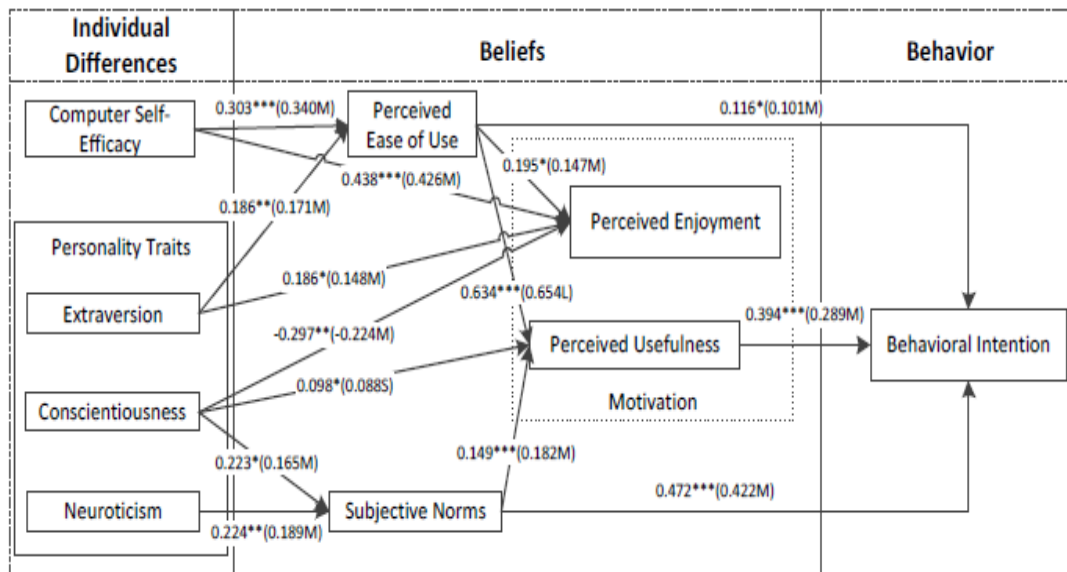 Individual
Differences
Beliefs
Behavior
Computer Self-
Efficacy
0.303***(0.340M)
Perceived
Ease of Use
0.116*(0.101M)
0.195*(0.147M)
0.438***(0.426M)
0.186**(0.171M)
Perceived Enjoyment
Personality Traits
0.186*(0.148M)
0.634***(0.654L)
Extraversion
0.394***(0.289M)
-0.297**(-0.224M)
Perceived Usefulness
Behavioral Intention
0.098*(0.088S)
Motivation
Conscientiousness
0.149***(0.182M)
0.223*(0.165M)
0.472***(0.422M)
Neuroticism
Subjective Norms
0.224**(0.189M)